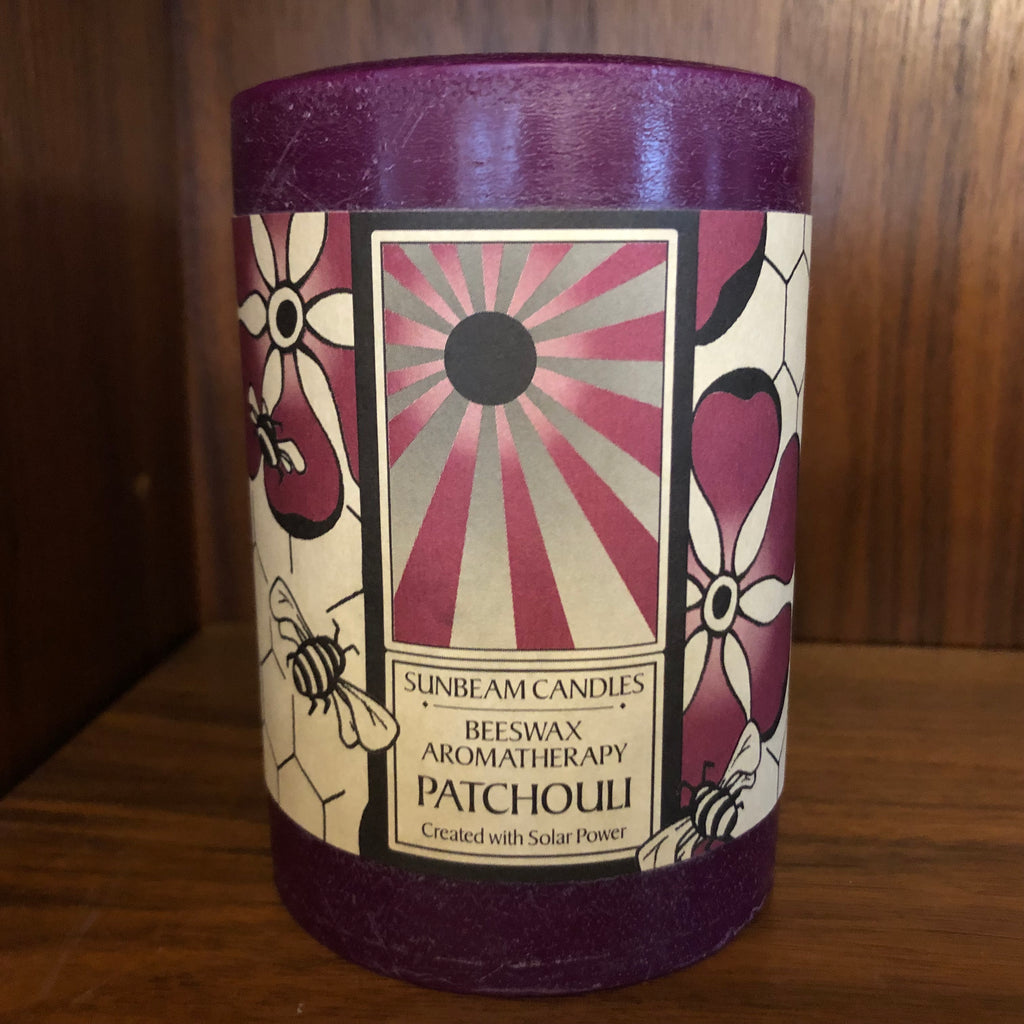 SUNBEAM CANDLES
BEESWAX
AROMATHERAPY
PATCHOULI
Created with Solar Power